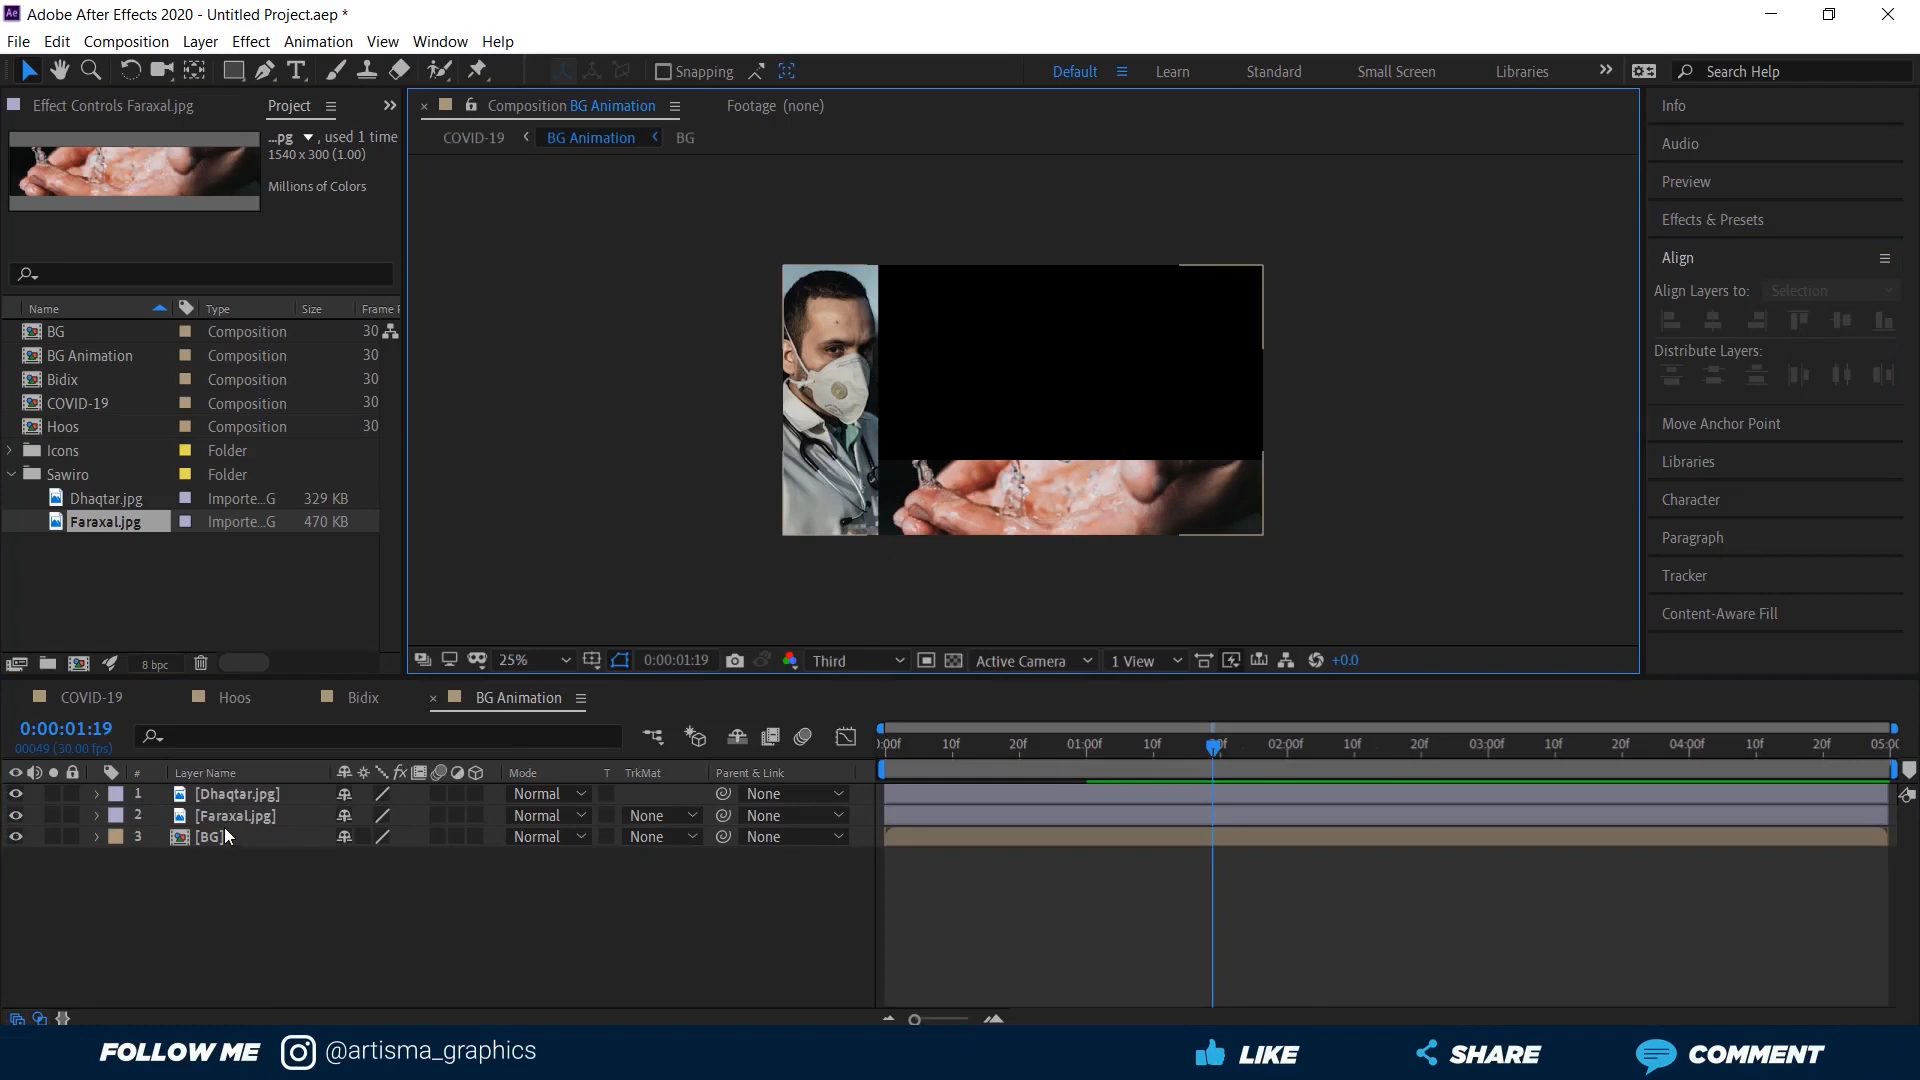 Adobe After Effects 2020 - Untitled Project.aep *
File Edit Composition Layer Effect Animation View Window Help
Snapping
Default Learn Standard Small Screen Libraries Search Help
Effect Controls Faraxal.jpg Project
...pg , used 1 time
1540 x 300 (1.00)
Millions of Colors
Name Type Size Frame R
BG Composition 30
BG Animation Composition 30
Bidix Composition 30
COVID-19 Composition 30
Hoos Composition 30
Icons Folder
Sawiro Folder
Dhaqtar.jpg Importe...G 329 KB
Faraxal.jpg Importe...G 470 KB
8 bpc
Composition BG Animation Footage (none)
COVID-19 BG Animation BG
25% 0:00:01:19 Third Active Camera 1 View +0.0
Info
Audio
Preview
Effects & Presets
Align
Align Layers to: Selection
Distribute Layers:
Move Anchor Point
Libraries
Character
Paragraph
Tracker
Content-Aware Fill
COVID-19 Hoos Bidix BG Animation
0:00:01:19
00049 (30.00 fps)
# Layer Name fx Mode T TrkMat Parent & Link
1 [Dhaqtar.jpg] Normal None
2 [Faraxal.jpg] Normal None None
3 [BG] Normal None None
:00f 10f 20f 01:00f 10f 20f 02:00f 10f 20f 03:00f 10f 20f 04:00f 10f 20f 05:00
FOLLOW ME @artisma_graphics LIKE SHARE COMMENT